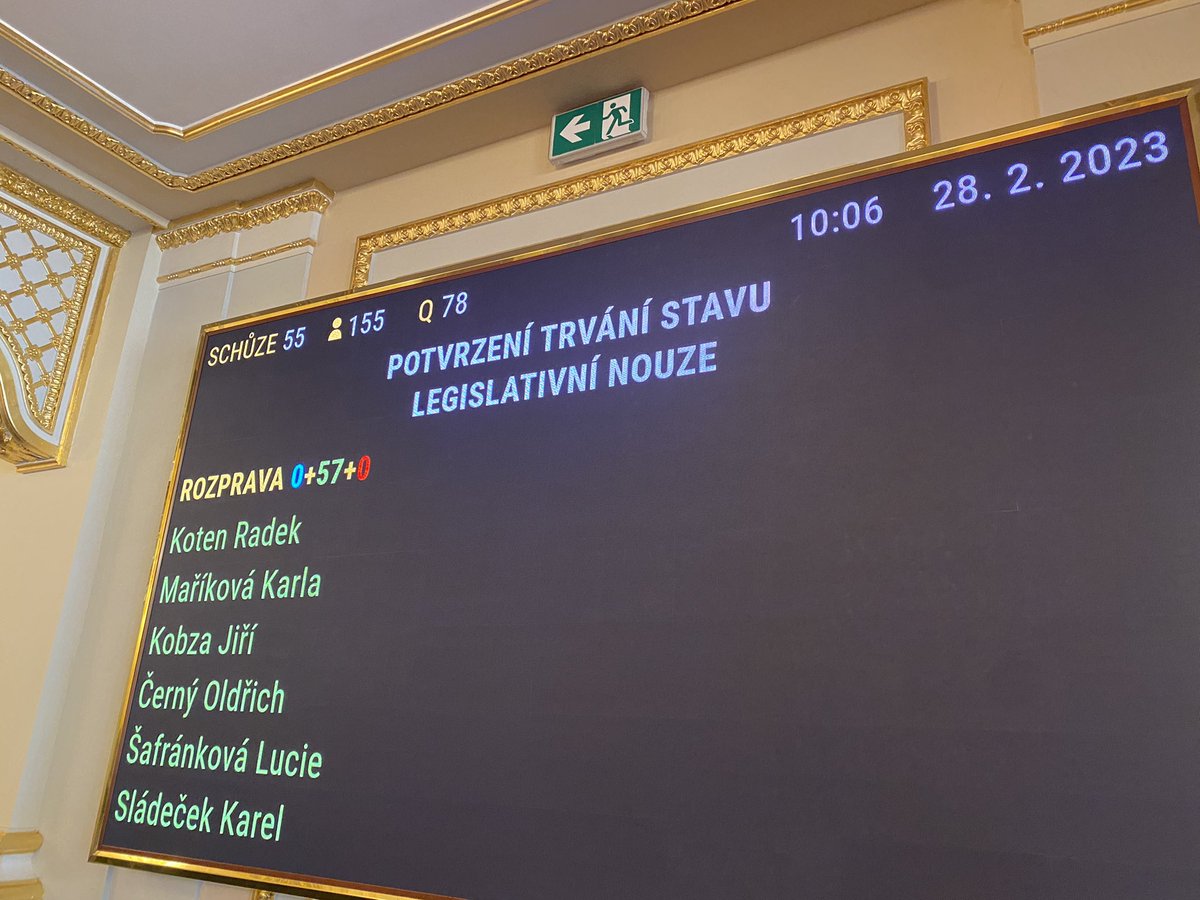 10:06 28. 2. 2023
SCHŮZE 55 155 Q 78
POTVRZENÍ TRVÁNÍ STAVU
LEGISLATIVNÍ NOUZE
ROZPRAVA 0+57+0
Koten Radek
Maříková Karla
Kobza Jiří
Černý Oldřich
Šafránková Lucie
Sládeček Karel